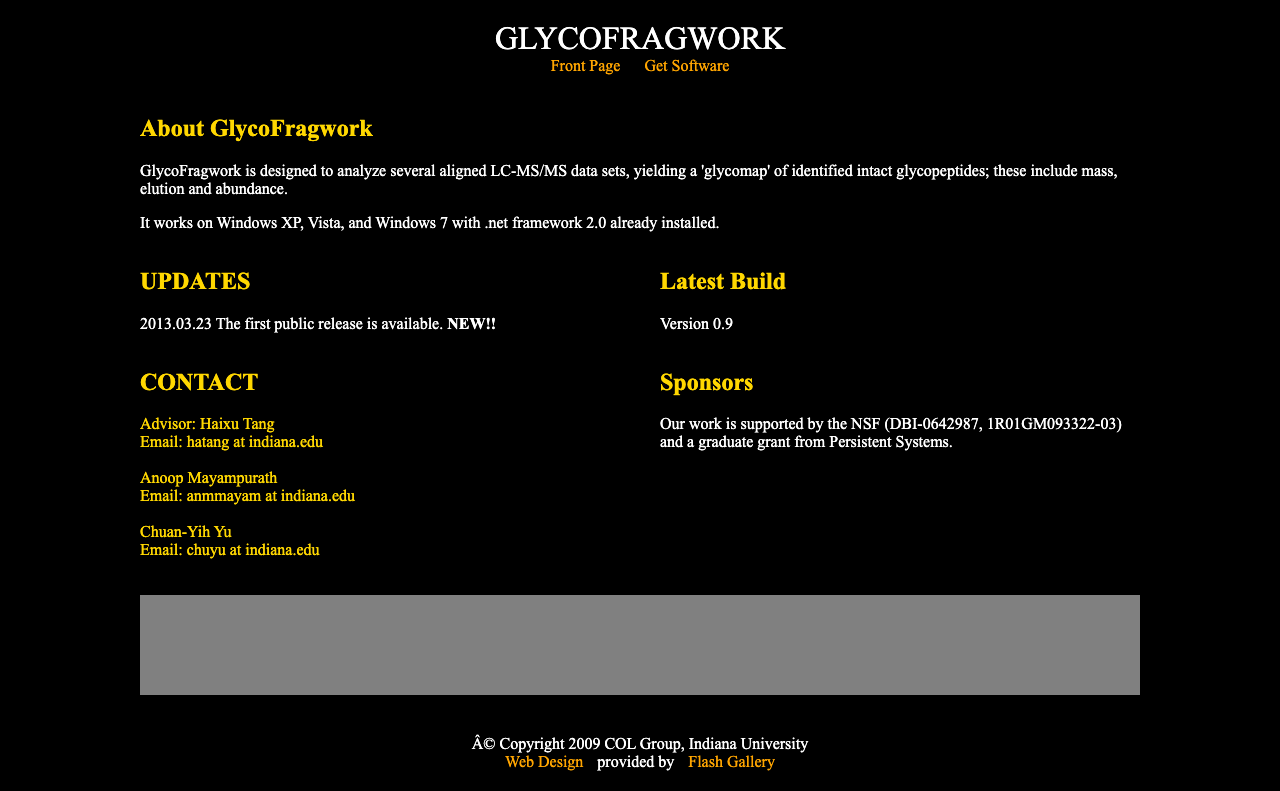 GLYCOFRAGWORK
Front Page Get Software
About GlycoFragwork
GlycoFragwork is designed to analyze several aligned LC-MS/MS data sets, yielding a 'glycomap' of identified intact glycopeptides; these include mass,
elution and abundance.
It works on Windows XP, Vista, and Windows 7 with .net framework 2.0 already installed.
UPDATES
2013.03.23 The first public release is available. NEW!!
Latest Build
Version 0.9
CONTACT
Advisor: Haixu Tang
Email: hatang at indiana.edu
Anoop Mayampurath
Email: anmmayam at indiana.edu
Chuan-Yih Yu
Email: chuyu at indiana.edu
Sponsors
Our work is supported by the NSF (DBI-0642987, 1R01GM093322-03)
and a graduate grant from Persistent Systems.
Â© Copyright 2009 COL Group, Indiana University
Web Design provided by Flash Gallery